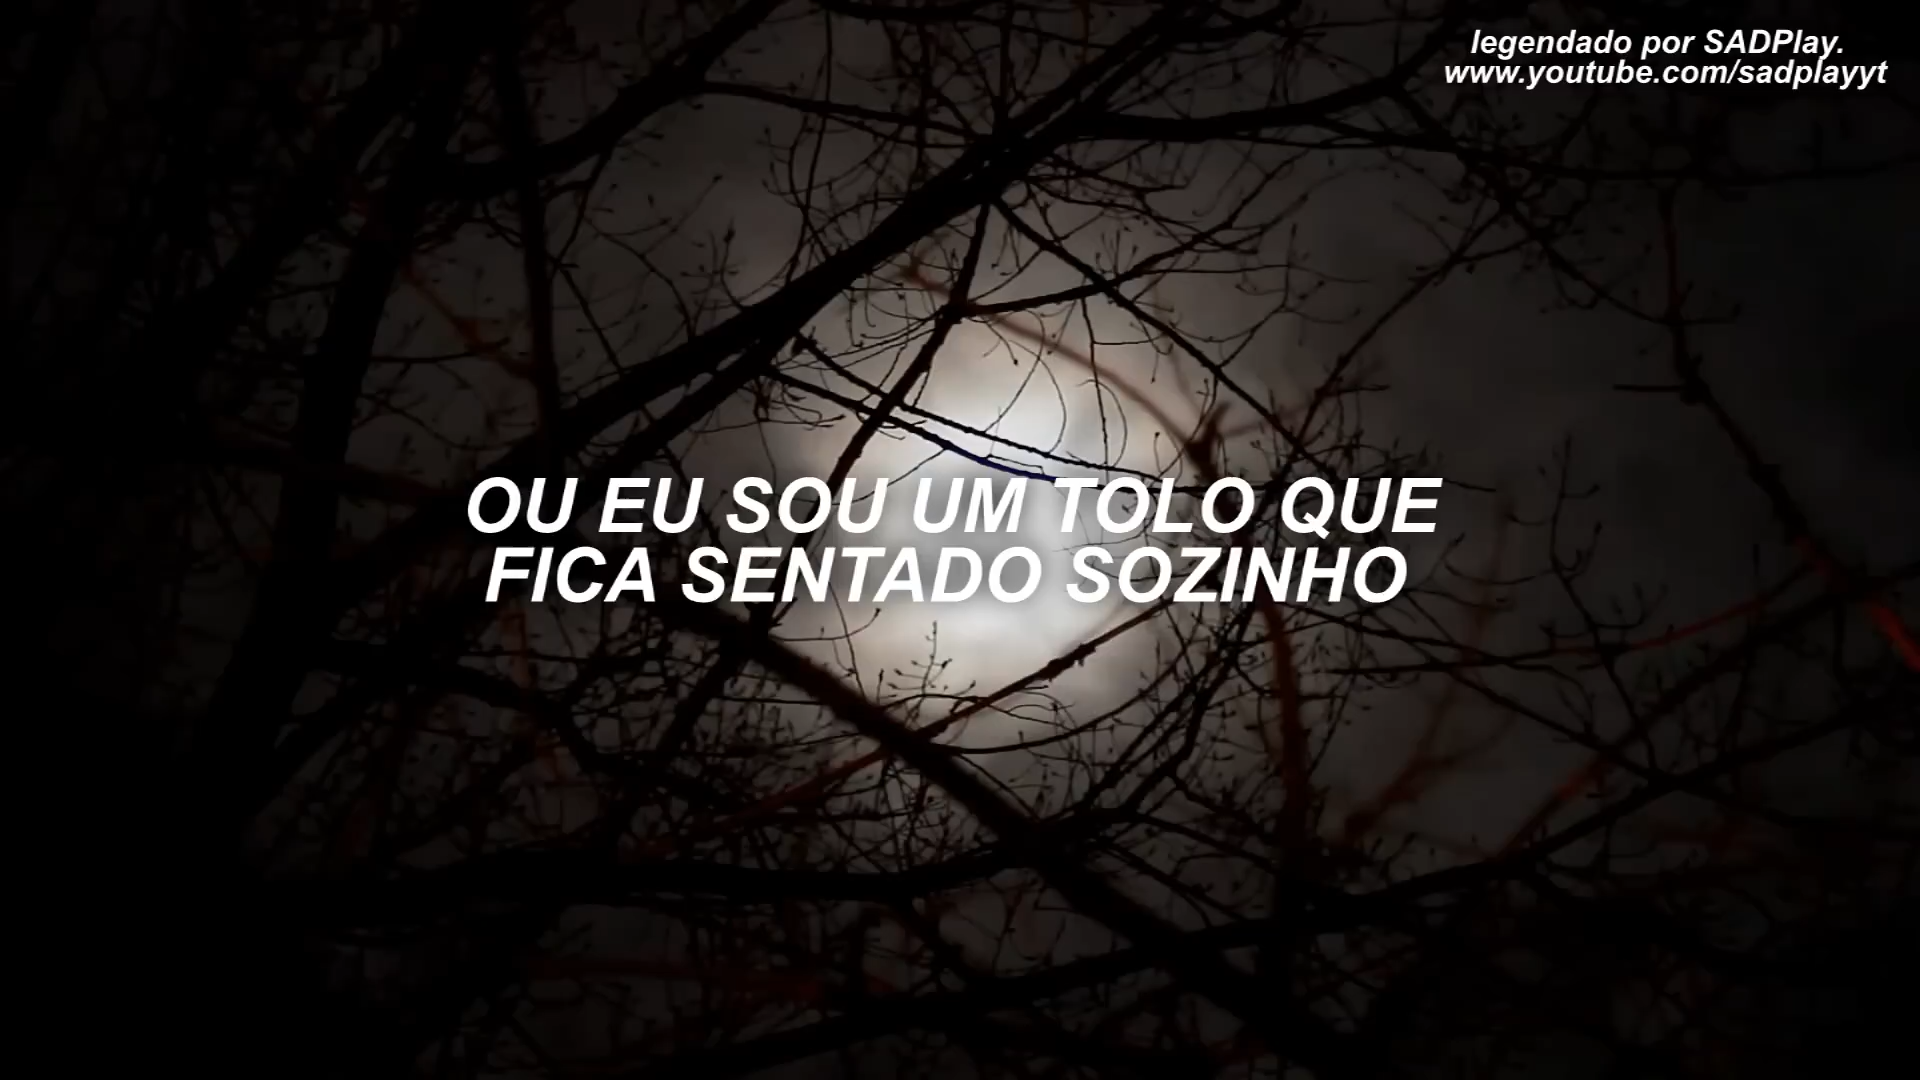 legendado por SADPlay.
www.youtube.com/sadplayyt
OU EU SOU UM TOLO QUE
FICA SENTADO SOZINHO